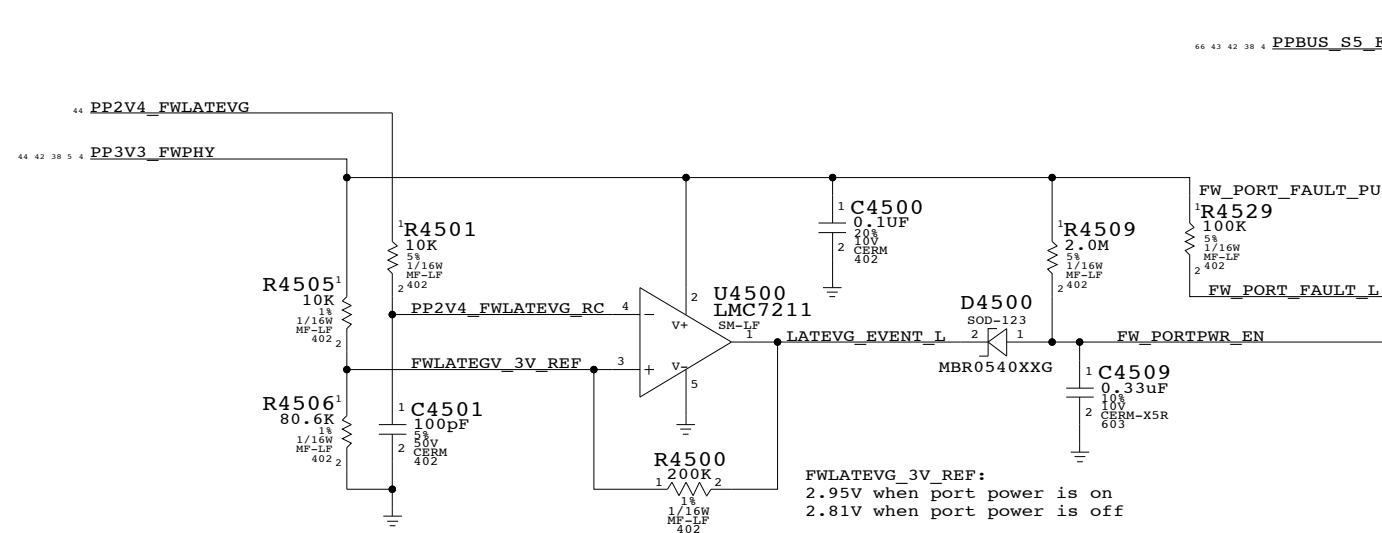 66 43 42 38 4 PPBUS_S5_F
44 PP2V4_FWLATEVG
44 42 38 5 4 PP3V3_FWPHY
FW_PORT_FAULT_PU
1 R4501
10K
5%
1/16W
MF-LF
2 402
1 C4500
0.1UF
20%
2 10V
CERM
402
1 R4509
2.0M
5%
1/16W
MF-LF
2 402
1 R4529
100K
5%
1/16W
MF-LF
2 402
FW_PORT_FAULT_L
R4505 1
10K
1%
1/16W
MF-LF
402 2
PP2V4_FWLATEVG_RC 4
FWLATEGV_3V_REF 3
−
+
V+
V-
2
5
U4500
LMC7211
SM-LF
1
LATEVG_EVENT_L
D4500
SOD-123
2 1
MBR0540XXG
FW_PORTPWR_EN
1 C4509
0.33uF
10%
10V
2 CERM-X5R
603
R4506 1
80.6K
1%
1/16W
MF-LF
402 2
1 C4501
100pF
5%
50V
2 CERM
402
R4500
200K
1 2
1%
1/16W
MF-LF
402
FWLATEVG_3V_REF:
2.95V when port power is on
2.81V when port power is off